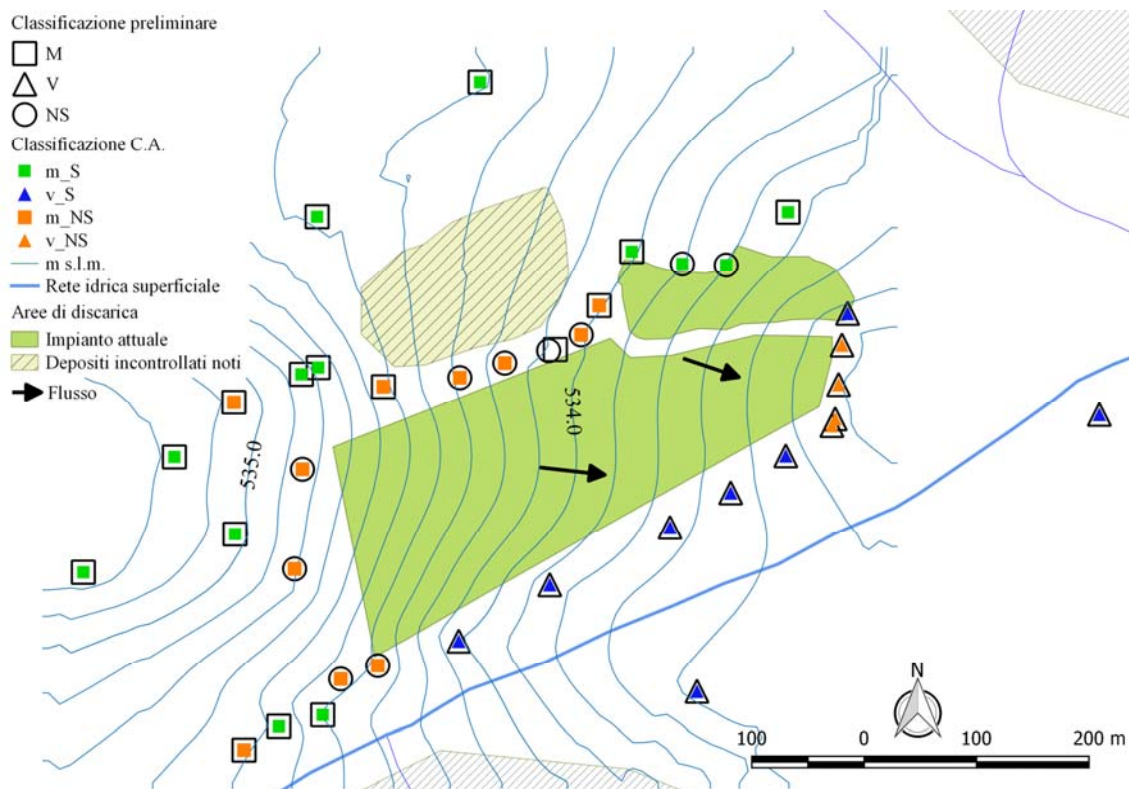 Classificazione preliminare
M
V
NS
Classificazione C.A.
m_S
v_S
m_NS
v_NS
m s.l.m.
Rete idrica superficiale
Aree di discarica
Impianto attuale
Depositi incontrollati noti
Flusso
535.0
534.0
N
100 0 100 200 m